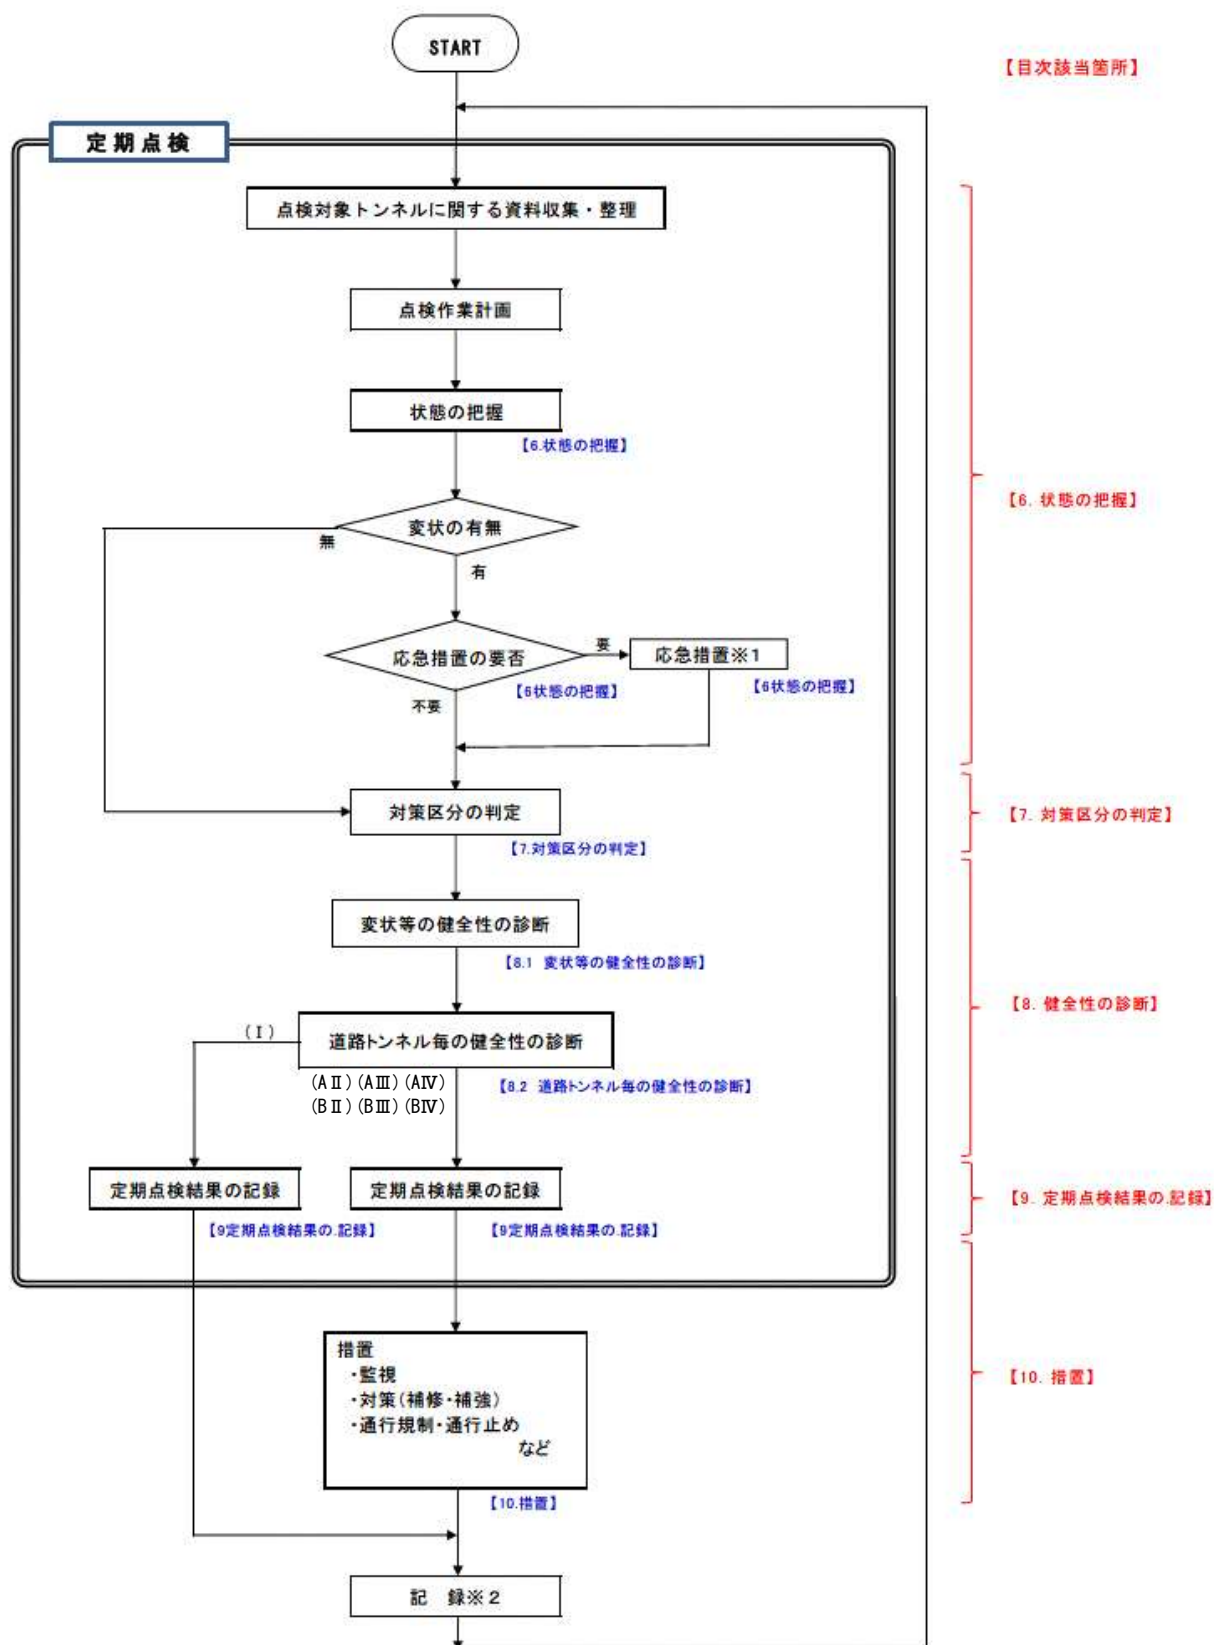 START
【目次該当箇所】
定期点検
点検対象トンネルに関する資料収集・整理
点検作業計画
状態の把握
【6.状態の把握】
【6. 状態の把握】
変状の有無
無
有
応急措置の要否
要
応急措置※1
【6状態の把握】
【6状態の把握】
不要
対策区分の判定
【7. 対策区分の判定】
【7.対策区分の判定】
変状等の健全性の診断
【8.1 変状等の健全性の診断】
【8. 健全性の診断】
(Ⅰ)
道路トンネル毎の健全性の診断
(AⅡ)(AⅢ)(AⅣ)
(BⅡ)(BⅢ)(BⅣ)
【8.2 道路トンネル毎の健全性の診断】
定期点検結果の記録
定期点検結果の記録
【9. 定期点検結果の.記録】
【9定期点検結果の.記録】
【9定期点検結果の.記録】
措置
・監視
・対策(補修・補強)
・通行規制・通行止め
など
【10. 措置】
【10.措置】
記 録※2